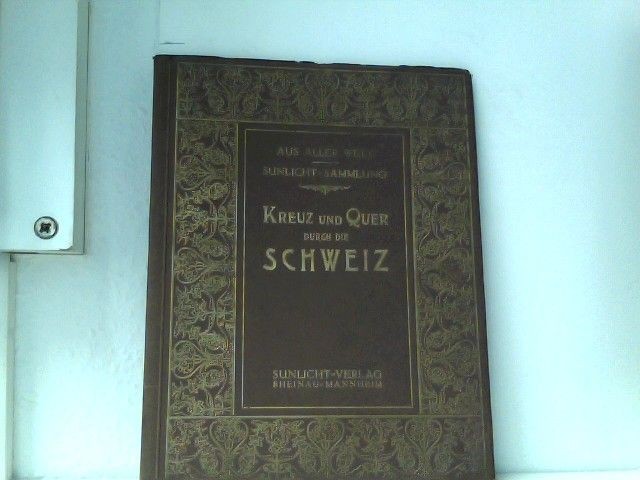 AUS ALLER WELT
SUNLICHT-SAMMLUNG
KREUZ UND QUER
DURCH DIE
SCHWEIZ
SUNLICHT-VERLAG
RHEINAU-MANNHEIM